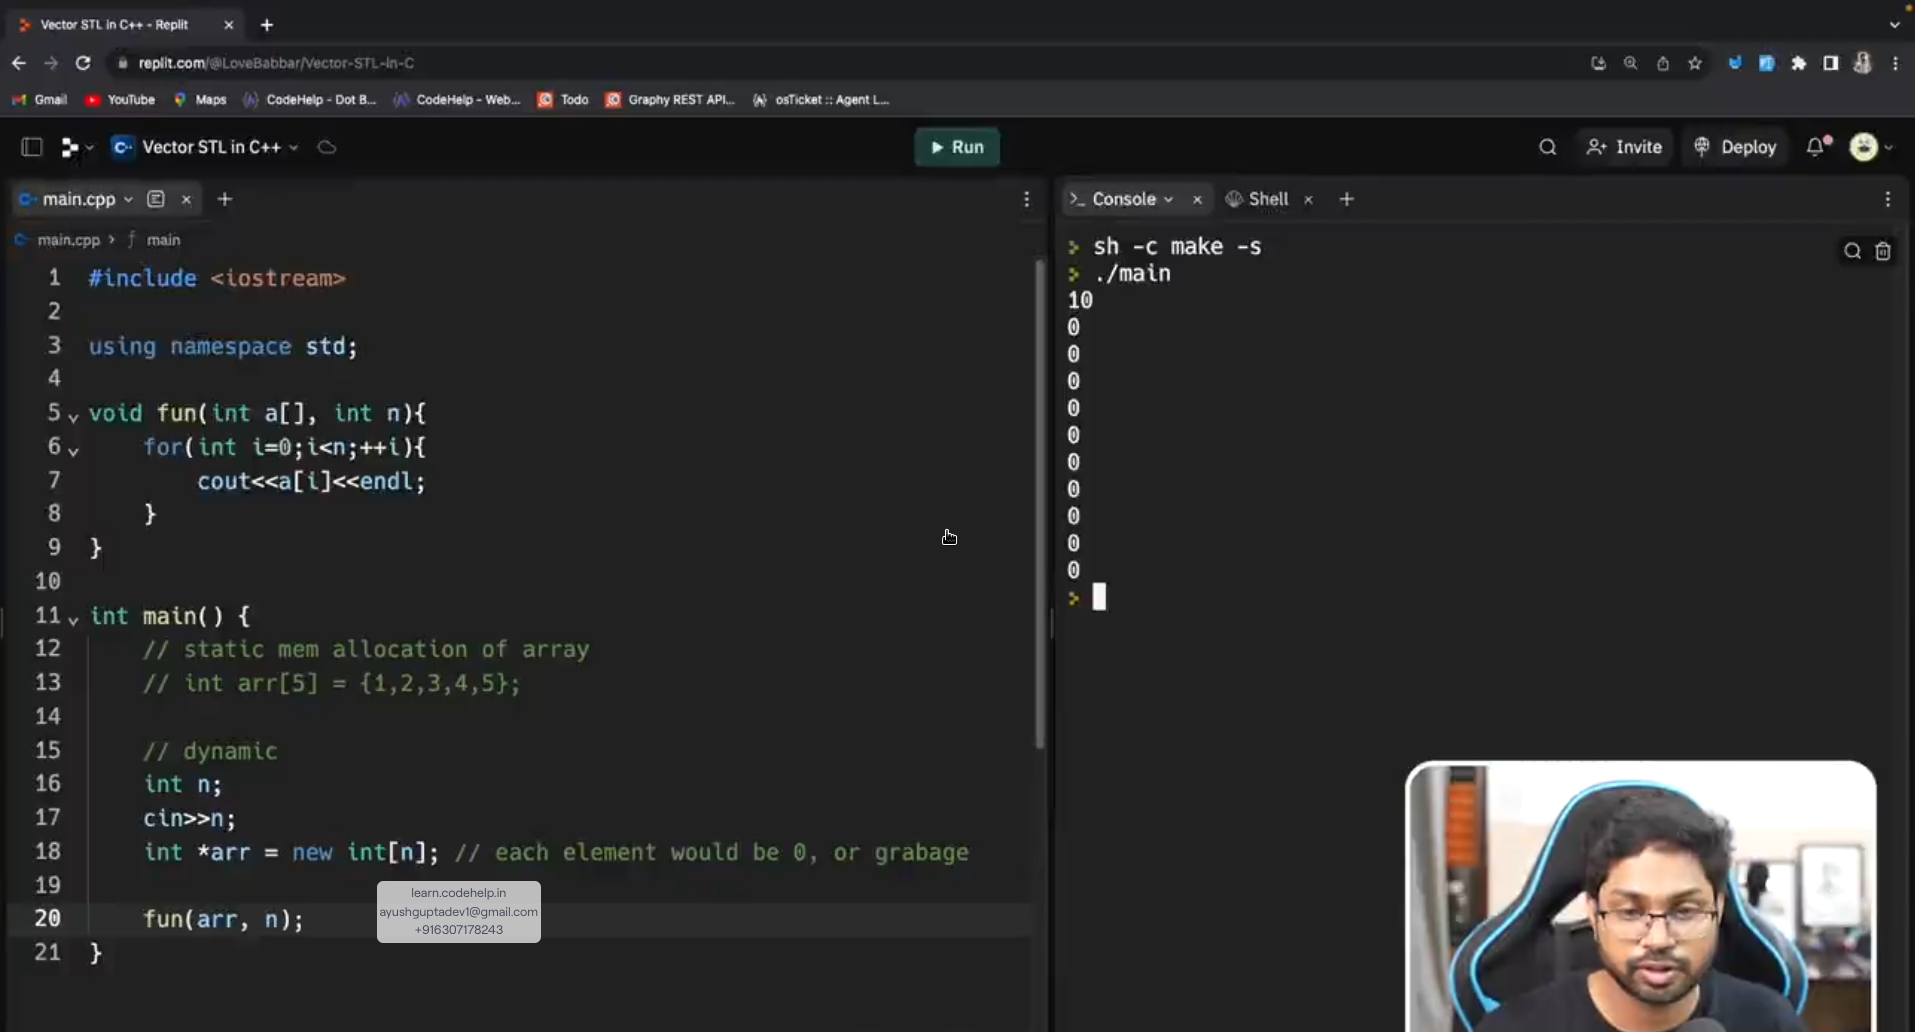 Vector STL in C++ - Replit
replit.com/@LoveBabbar/Vector-STL-in-C
Gmail
YouTube
Maps
CodeHelp - Dot B...
CodeHelp - Web...
Todo
Graphy REST API...
osTicket :: Agent L...
Vector STL in C++
Run
Invite
Deploy
main.cpp
Console
Shell
main.cpp > main
1 #include <iostream>
2
3 using namespace std;
4
5 void fun(int a[], int n){
6 for(int i=0;i<n;++i){
7 cout<<a[i]<<endl;
8 }
9 }
10
11 int main() {
12 // static mem allocation of array
13 // int arr[5] = {1,2,3,4,5};
14
15 // dynamic
16 int n;
17 cin>>n;
18 int *arr = new int[n]; // each element would be 0, or grabage
19
20 fun(arr, n);
21 }
learn.codehelp.in
ayushguptadev1@gmail.com
+916307178243
> sh -c make -s
> ./main
10
0
0
0
0
0
0
0
0
0
0
>